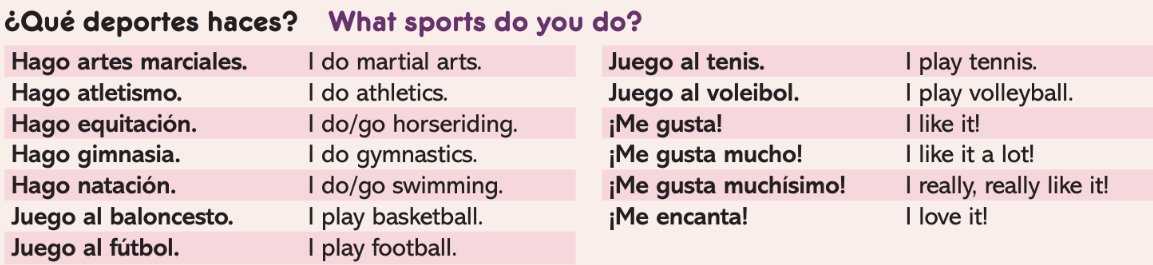 ¿Qué deportes haces? What sports do you do?
Hago artes marciales. I do martial arts.
Hago atletismo. I do athletics.
Hago equitación. I do/go horseriding.
Hago gimnasia. I do gymnastics.
Hago natación. I do/go swimming.
Juego al baloncesto. I play basketball.
Juego al fútbol. I play football.
Juego al tenis. I play tennis.
Juego al voleibol. I play volleyball.
¡Me gusta! I like it!
¡Me gusta mucho! I like it a lot!
¡Me gusta muchísimo! I really, really like it!
¡Me encanta! I love it!